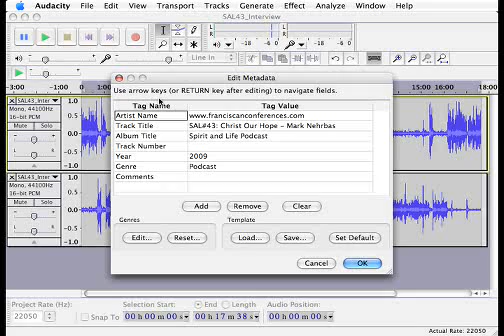 Audacity File Edit View Transport Tracks Generate Effect Analyze Help
SAL43_Interview
Edit Metadata
Use arrow keys (or RETURN key after editing) to navigate fields.
Tag Name Tag Value
Artist Name www.franciscanconferences.com
Track Title SAL#43: Christ Our Hope - Mark Nehrbas
Album Title Spirit and Life Podcast
Track Number
Year 2009
Genre Podcast
Comments
Add Remove Clear
Genres Template
Edit... Reset... Load... Save... Set Default
Cancel OK
SAL43_Inter
Mono, 44100Hz
16-bit PCM
Mute Solo
1.0
0.5
0.0
-0.5
-1.0
17:00 18:00
Project Rate (Hz): Selection Start: End Length Audio Position:
22050 Snap To 00 h 00 m 00 s 00 h 17 m 38 s 00 h 00 m 00 s
Actual Rate: 22050